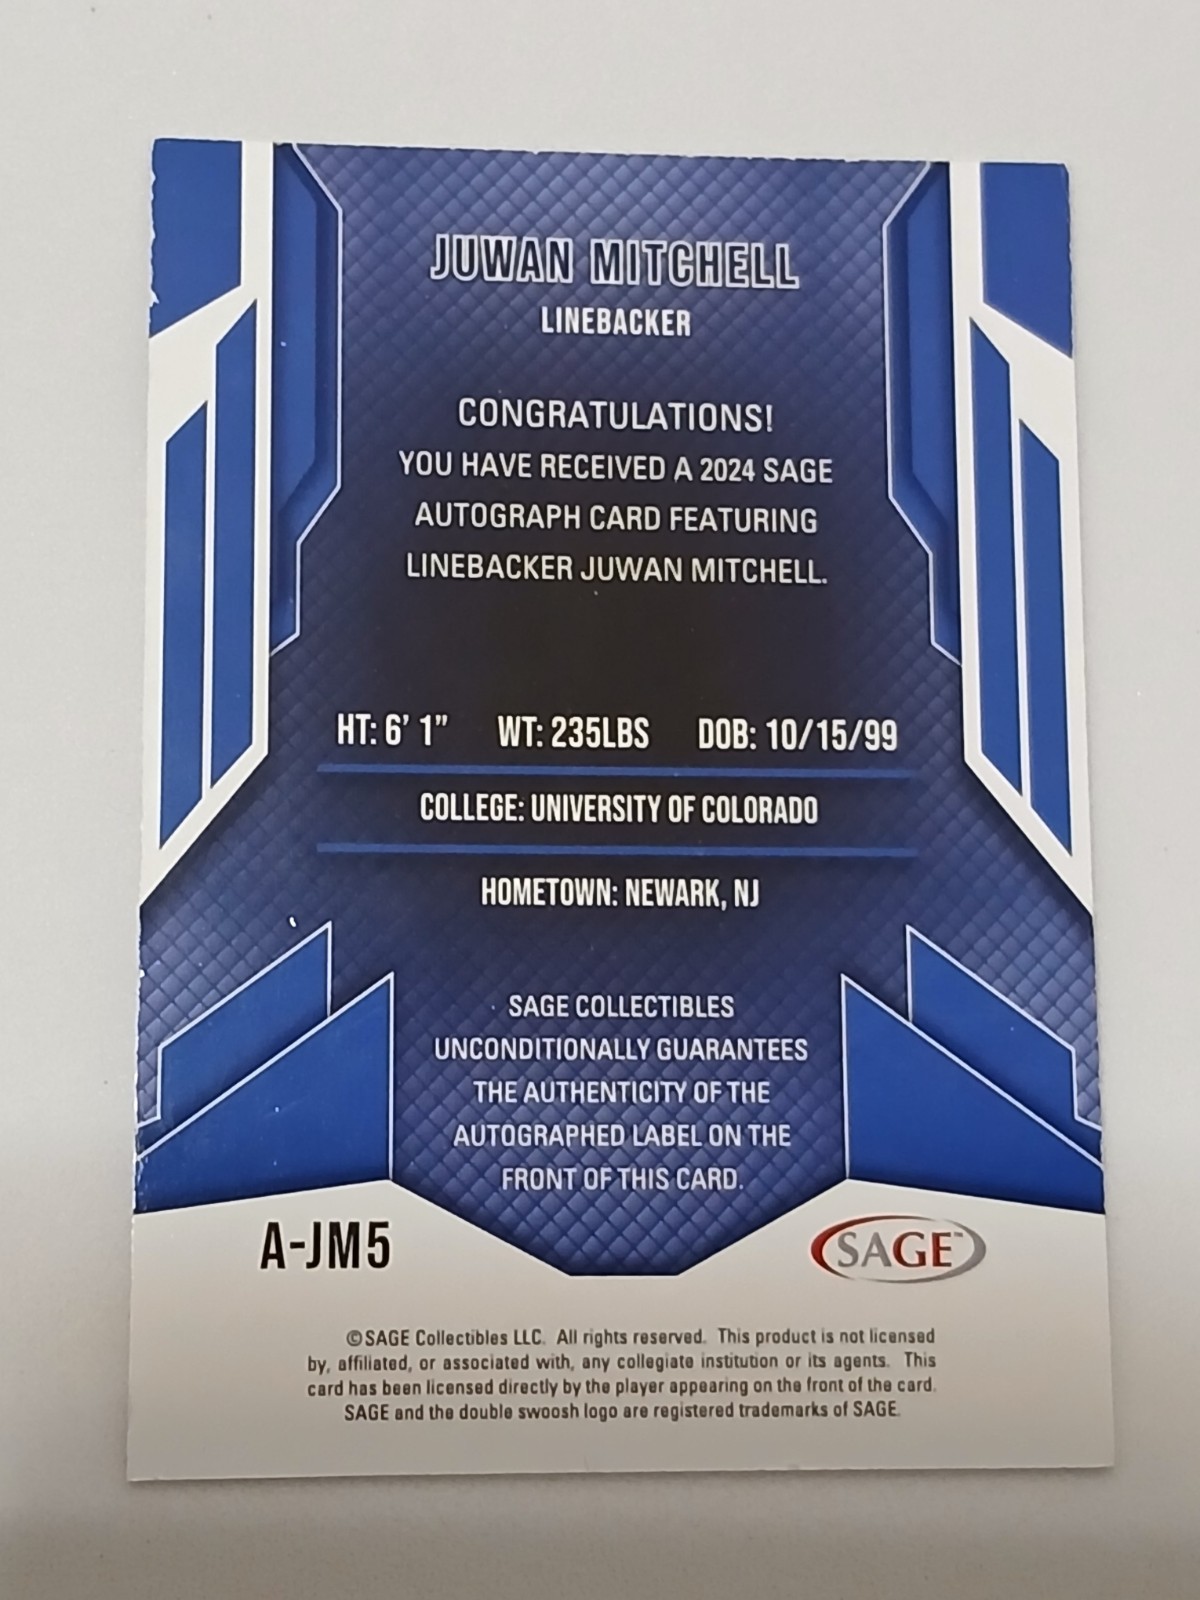 JUWAN MITCHELL
LINEBACKER
CONGRATULATIONS!
YOU HAVE RECEIVED A 2024 SAGE
AUTOGRAPH CARD FEATURING
LINEBACKER JUWAN MITCHELL.
HT: 6' 1" WT: 235LBS DOB: 10/15/99
COLLEGE: UNIVERSITY OF COLORADO
HOMETOWN: NEWARK, NJ
SAGE COLLECTIBLES
UNCONDITIONALLY GUARANTEES
THE AUTHENTICITY OF THE
AUTOGRAPHED LABEL ON THE
FRONT OF THIS CARD.
A-JM5
SAGE™
©SAGE Collectibles LLC. All rights reserved. This product is not licensed
by, affiliated, or associated with, any collegiate institution or its agents. This
card has been licensed directly by the player appearing on the front of the card.
SAGE and the double swoosh logo are registered trademarks of SAGE.